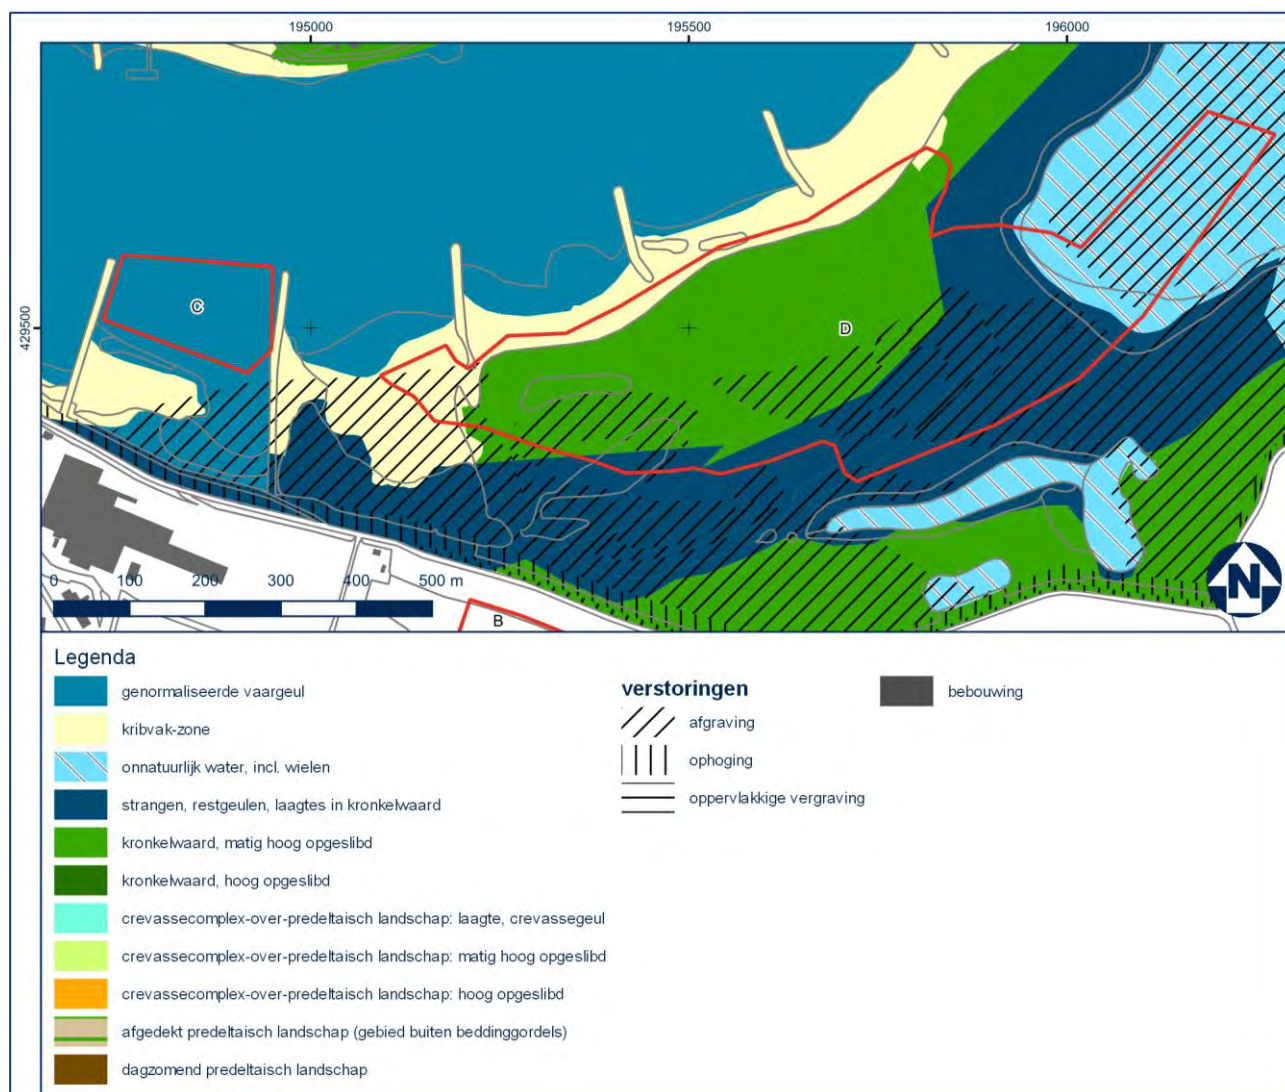 195000 195500 196000
429500
C
D
B
N
0 100 200 300 400 500 m
Legenda
genormaliseerde vaargeul
kribvak-zone
onnatuurlijk water, incl. wielen
strangen, restgeulen, laagtes in kronkelwaard
kronkelwaard, matig hoog opgeslibd
kronkelwaard, hoog opgeslibd
crevassecomplex-over-predeltaisch landschap: laagte, crevassegeul
crevassecomplex-over-predeltaisch landschap: matig hoog opgeslibd
crevassecomplex-over-predeltaisch landschap: hoog opgeslibd
afgedekt predeltaisch landschap (gebied buiten beddinggordels)
dagzomend predeltaisch landschap
verstoringen
afgraving
ophoging
oppervlakkige vergraving
bebouwing